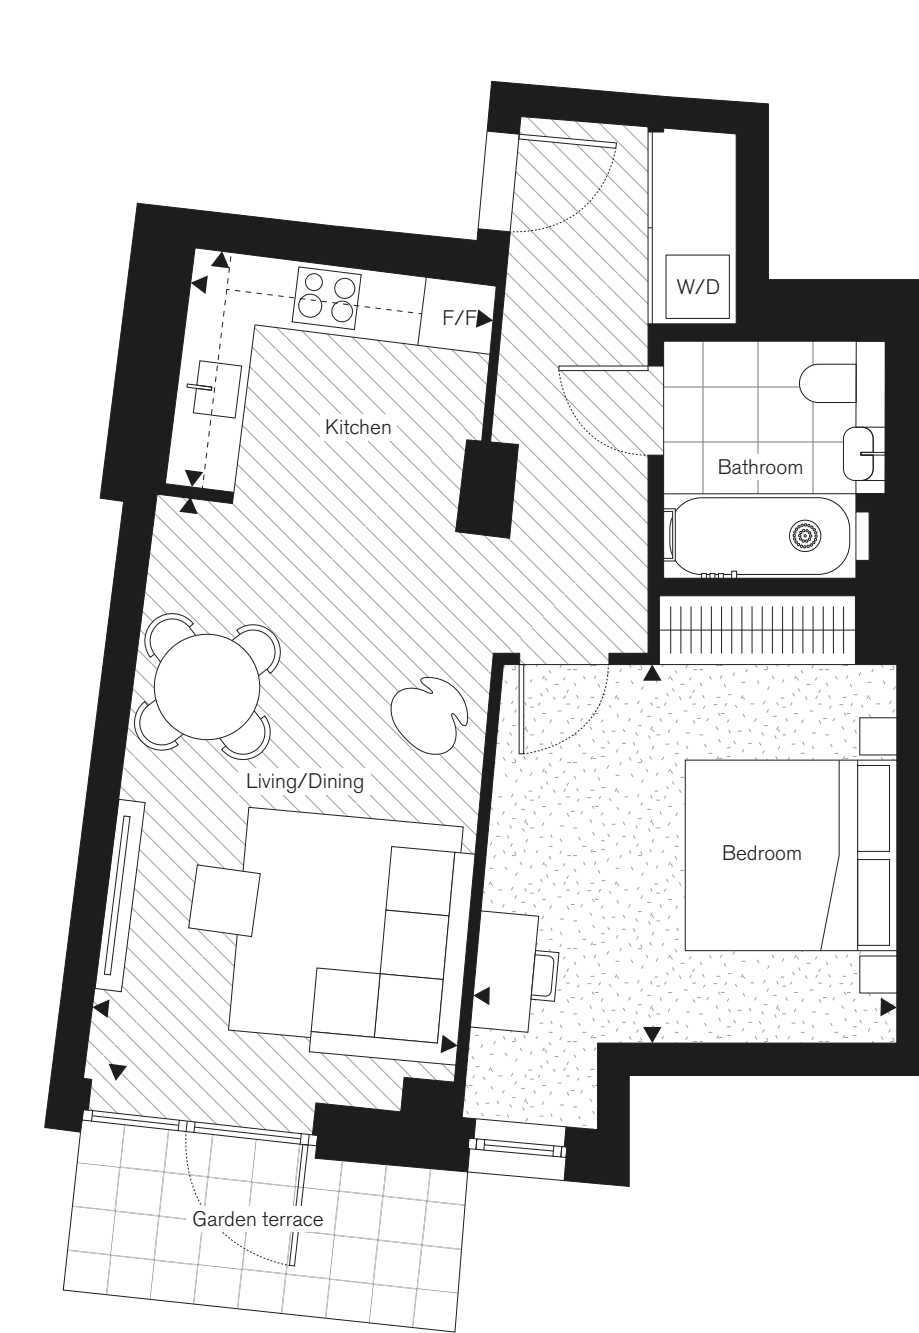 W/D
F/F
Kitchen
Bathroom
Living/Dining
Bedroom
Garden terrace